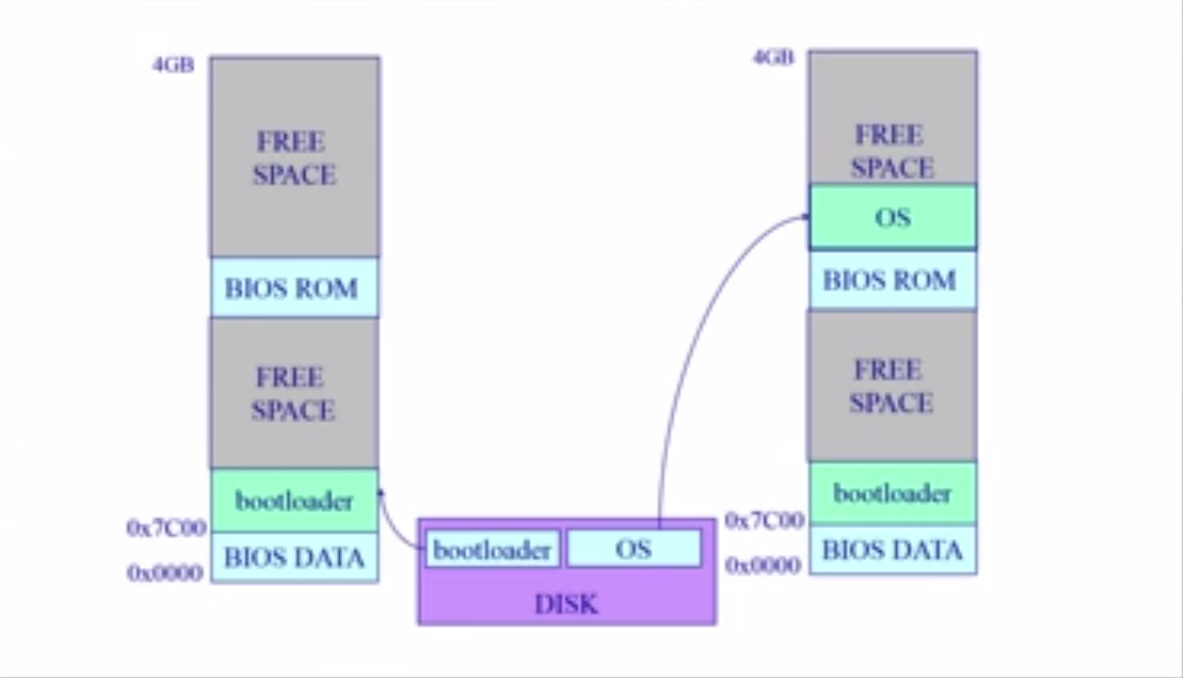 4GB
FREE
SPACE
BIOS ROM
FREE
SPACE
bootloader
0x7C00
BIOS DATA
0x0000
bootloader
OS
DISK
4GB
FREE
SPACE
OS
BIOS ROM
FREE
SPACE
bootloader
0x7C00
BIOS DATA
0x0000